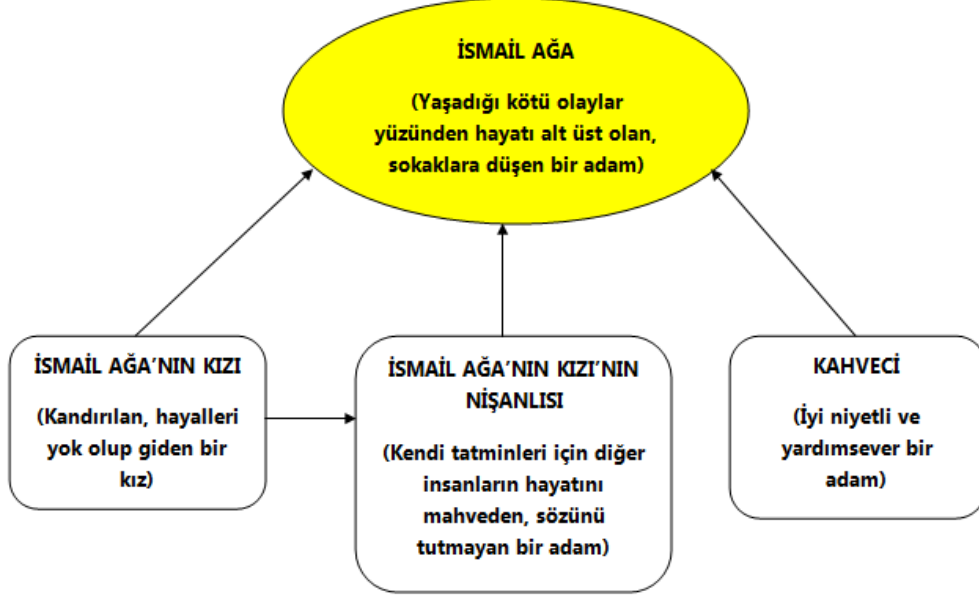 İSMAİL AĞA
(Yaşadığı kötü olaylar
yüzünden hayatı alt üst olan,
sokaklara düşen bir adam)
İSMAİL AĞA'NIN KIZI
(Kandırılan, hayalleri
yok olup giden bir
kız)
İSMAİL AĞA'NIN KIZI'NIN
NİŞANLISI
(Kendi tatminleri için diğer
insanların hayatını
mahveden, sözünü
tutmayan bir adam)
KAHVECİ
(İyi niyetli ve
yardımsever bir
adam)